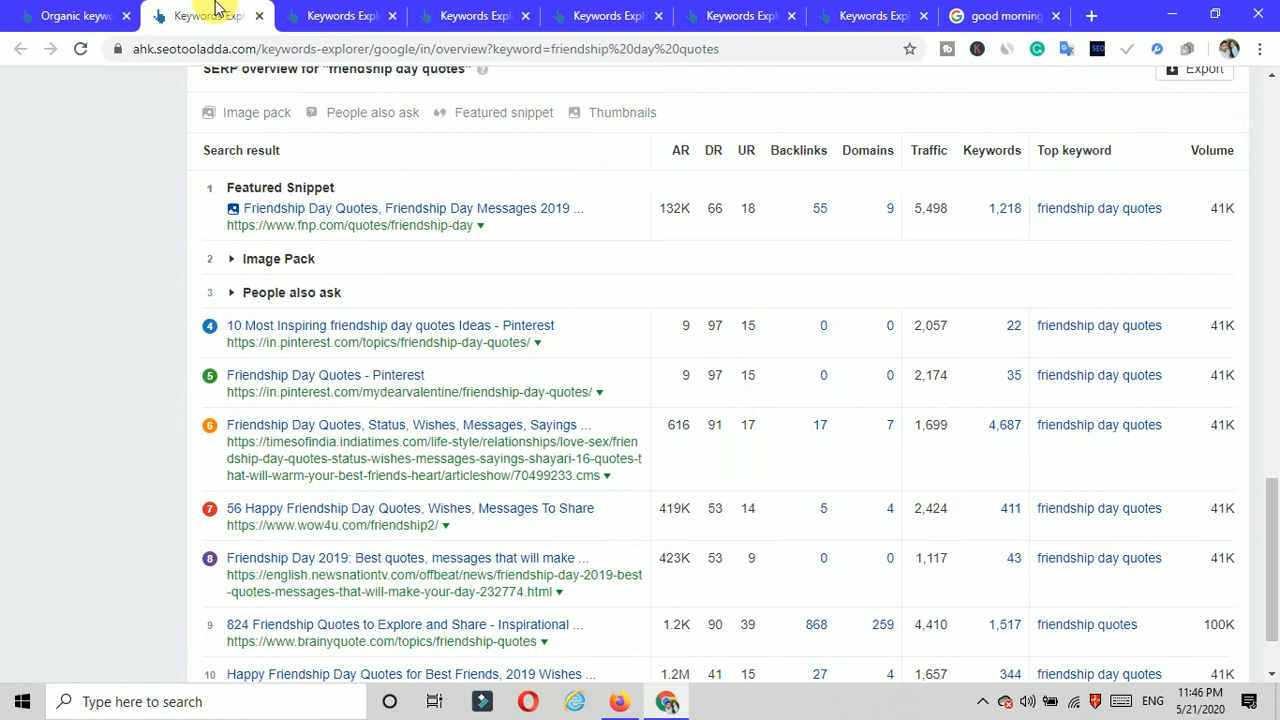 Organic keyw
Keywords Expl
Keywords Expl
Keywords Expl
Keywords Expl
Keywords Expl
Keywords Expl
good morning
ahk.seotooladda.com/keywords-explorer/google/in/overview?keyword=friendship%20day%20quotes
SERP overview for "friendship day quotes"
Export
Image pack People also ask Featured snippet Thumbnails
Search result AR DR UR Backlinks Domains Traffic Keywords Top keyword Volume
1 Featured Snippet
Friendship Day Quotes, Friendship Day Messages 2019 ... 132K 66 18 55 9 5,498 1,218 friendship day quotes 41K
https://www.fnp.com/quotes/friendship-day
2 Image Pack
3 People also ask
4 10 Most Inspiring friendship day quotes Ideas - Pinterest 9 97 15 0 0 2,057 22 friendship day quotes 41K
https://in.pinterest.com/topics/friendship-day-quotes/
5 Friendship Day Quotes - Pinterest 9 97 15 0 0 2,174 35 friendship day quotes 41K
https://in.pinterest.com/mydearvalentine/friendship-day-quotes/
6 Friendship Day Quotes, Status, Wishes, Messages, Sayings ... 616 91 17 17 7 1,699 4,687 friendship day quotes 41K
https://timesofindia.indiatimes.com/life-style/relationships/love-sex/frien
dship-day-quotes-status-wishes-messages-sayings-shayari-16-quotes-t
hat-will-warm-your-best-friends-heart/articleshow/70499233.cms
7 56 Happy Friendship Day Quotes, Wishes, Messages To Share 419K 53 14 5 4 2,424 411 friendship day quotes 41K
https://www.wow4u.com/friendship2/
8 Friendship Day 2019: Best quotes, messages that will make ... 423K 53 9 0 0 1,117 43 friendship day quotes 41K
https://english.newsnationtv.com/offbeat/news/friendship-day-2019-best
-quotes-messages-that-will-make-your-day-232774.html
9 824 Friendship Quotes to Explore and Share - Inspirational ... 1.2K 90 39 868 259 4,410 1,517 friendship quotes 100K
https://www.brainyquote.com/topics/friendship-quotes
10 Happy Friendship Day Quotes for Best Friends, 2019 Wishes ... 1.2M 41 15 27 4 1,657 344 friendship day quotes 41K
Type here to search
ENG
11:46 PM
5/21/2020